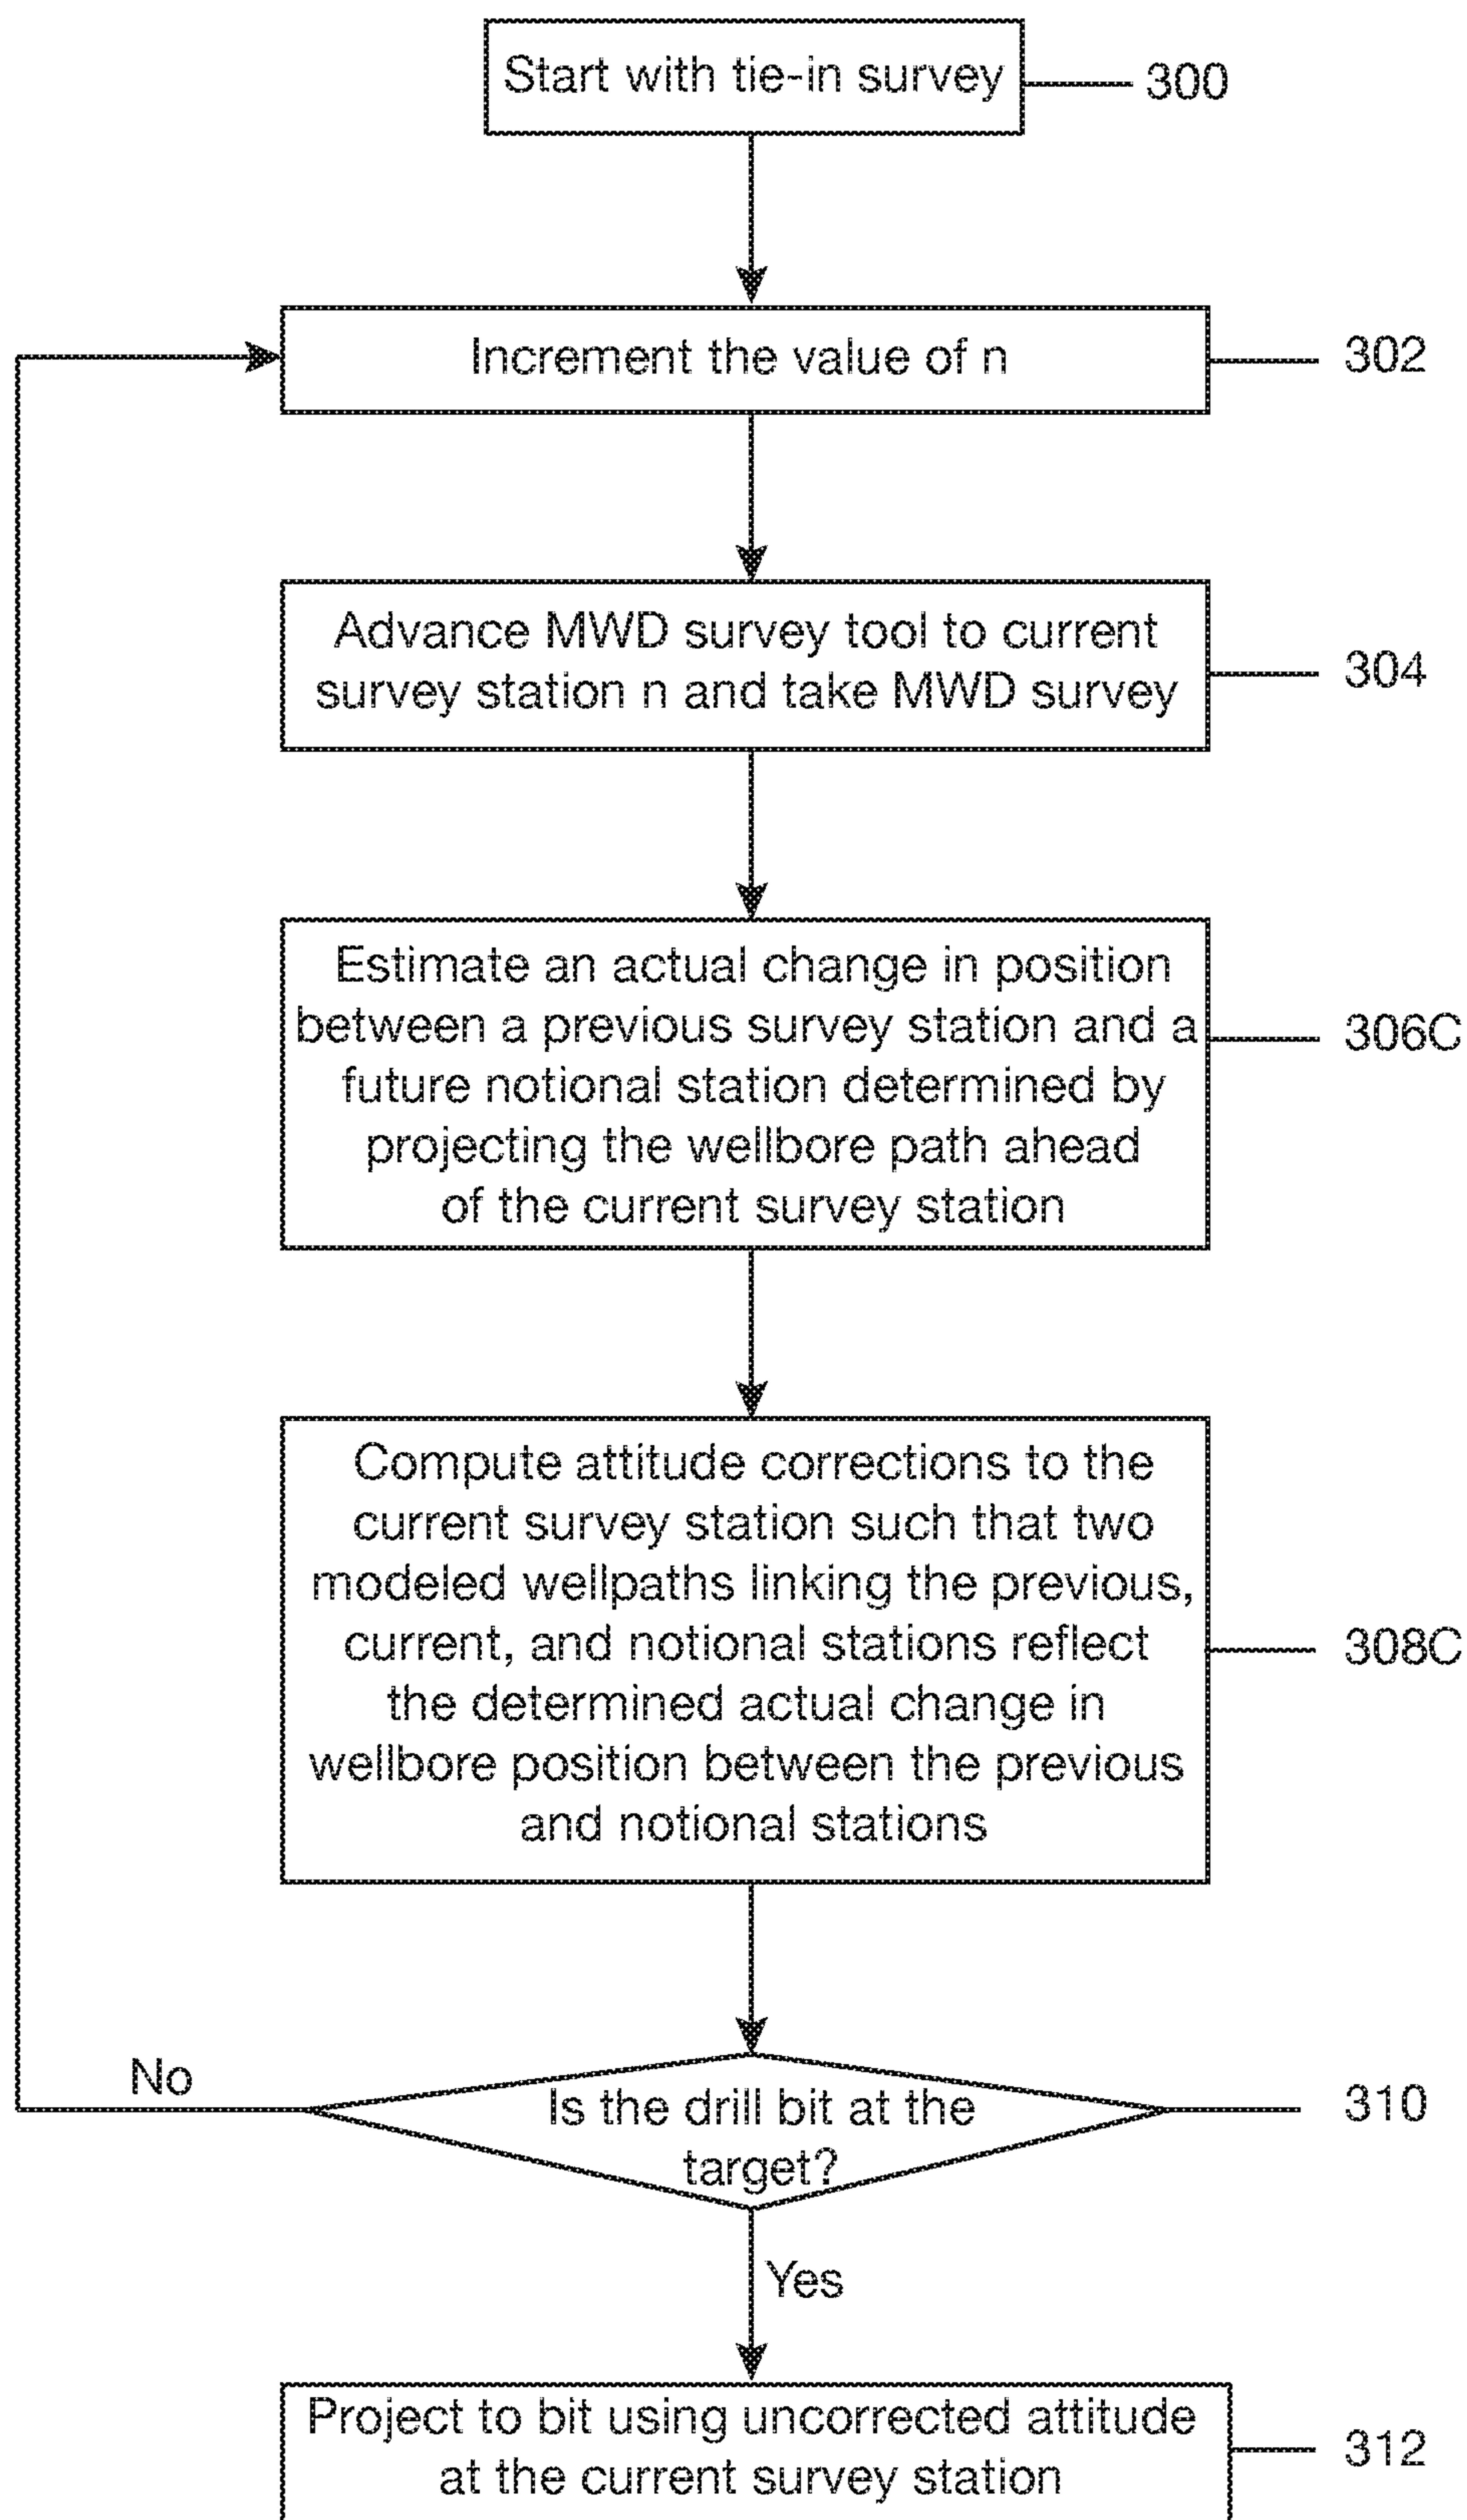 Start with tie-in survey
300
Increment the value of n
302
Advance MWD survey tool to current
survey station n and take MWD survey
304
Estimate an actual change in position
between a previous survey station and a
future notional station determined by
projecting the wellbore path ahead
of the current survey station
306C
Compute attitude corrections to the
current survey station such that two
modeled wellpaths linking the previous,
current, and notional stations reflect
the determined actual change in
wellbore position between the previous
and notional stations
308C
No
Is the drill bit at the
target?
310
Yes
Project to bit using uncorrected attitude
at the current survey station
312